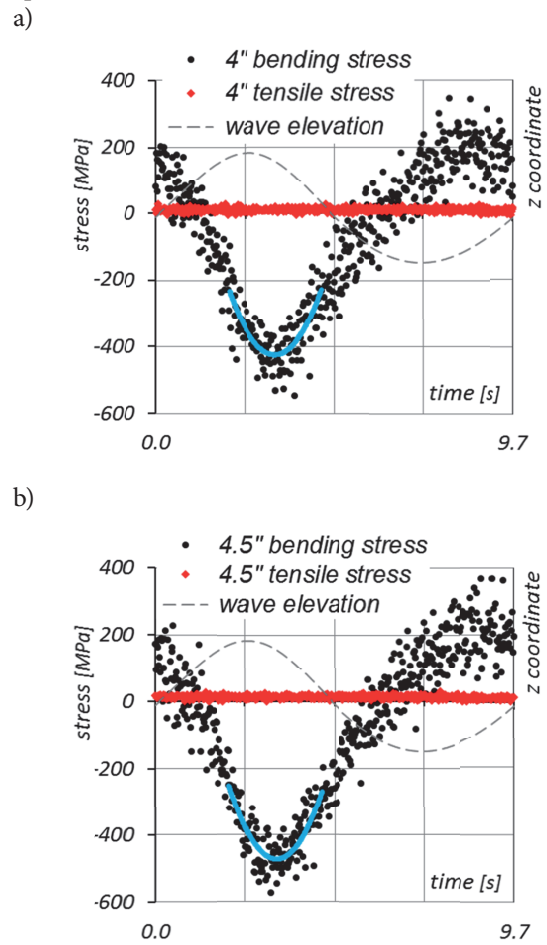 a)
4" bending stress
4" tensile stress
wave elevation
400
200
0
-200
-400
-600
stress [MPa]
z coordinate
time [s]
0.0
9.7
b)
4.5" bending stress
4.5" tensile stress
wave elevation
400
200
0
-200
-400
-600
stress [MPa]
z coordinate
time [s]
0.0
9.7